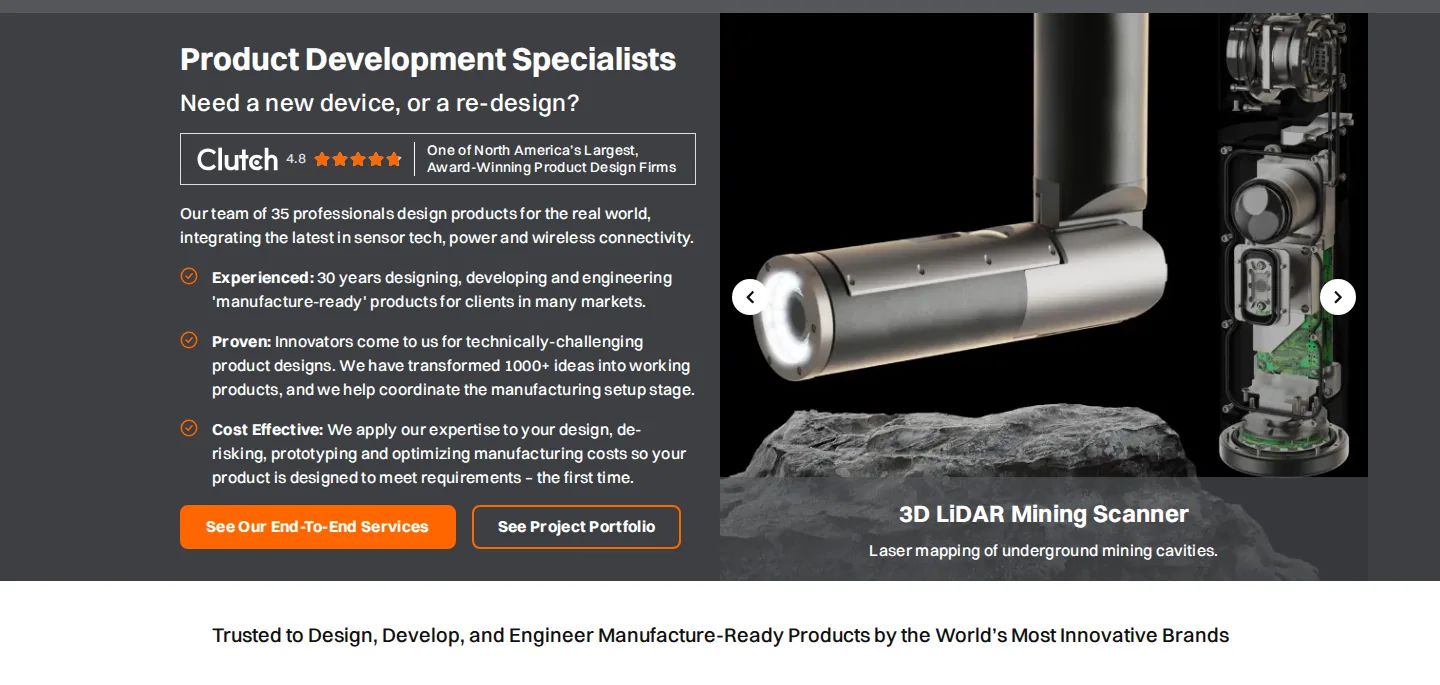 Product Development Specialists
Need a new device, or a re-design?
Clutch 4.8
One of North America's Largest,
Award-Winning Product Design Firms
Our team of 35 professionals design products for the real world,
integrating the latest in sensor tech, power and wireless connectivity.
Experienced: 30 years designing, developing and engineering
'manufacture-ready' products for clients in many markets.
Proven: Innovators come to us for technically-challenging
product designs. We have transformed 1000+ ideas into working
products, and we help coordinate the manufacturing setup stage.
Cost Effective: We apply our expertise to your design, de-
risking, prototyping and optimizing manufacturing costs so your
product is designed to meet requirements – the first time.
See Our End-To-End Services
See Project Portfolio
3D LiDAR Mining Scanner
Laser mapping of underground mining cavities.
Trusted to Design, Develop, and Engineer Manufacture-Ready Products by the World’s Most Innovative Brands